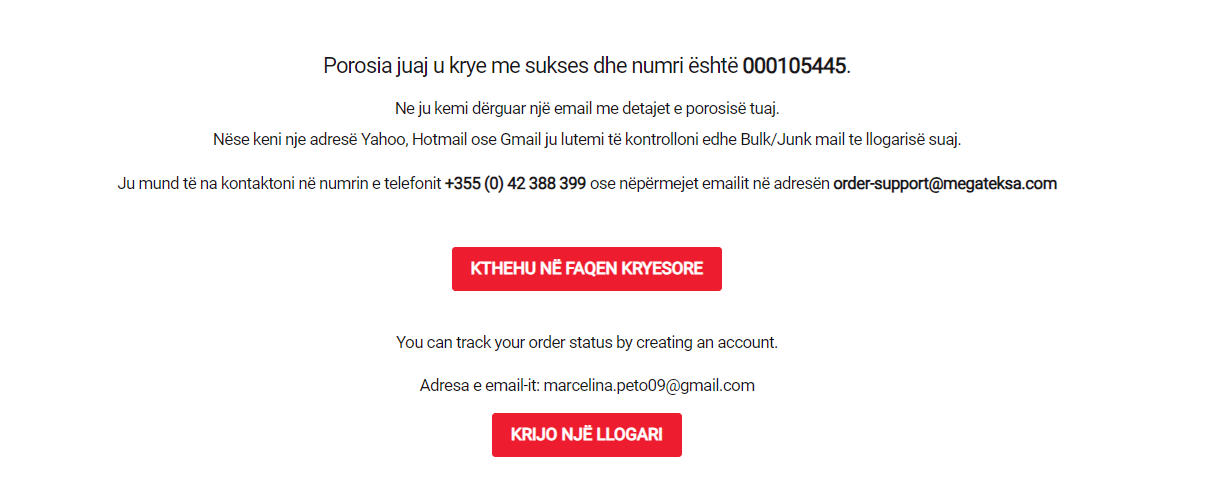 Porosia juaj u krye me sukses dhe numri është 000105445.
Ne ju kemi dërguar një email me detajet e porosisë tuaj.
Nëse keni nje adresë Yahoo, Hotmail ose Gmail ju lutemi të kontrolloni edhe Bulk/Junk mail te llogarisë suaj.
Ju mund të na kontaktoni në numrin e telefonit +355 (0) 42 388 399 ose nëpërmejet emailit në adresën order-support@megateksa.com
KTHEHU NË FAQEN KRYESORE
You can track your order status by creating an account.
Adresa e email-it: marcelina.peto09@gmail.com
KRIJO NJË LLOGARI